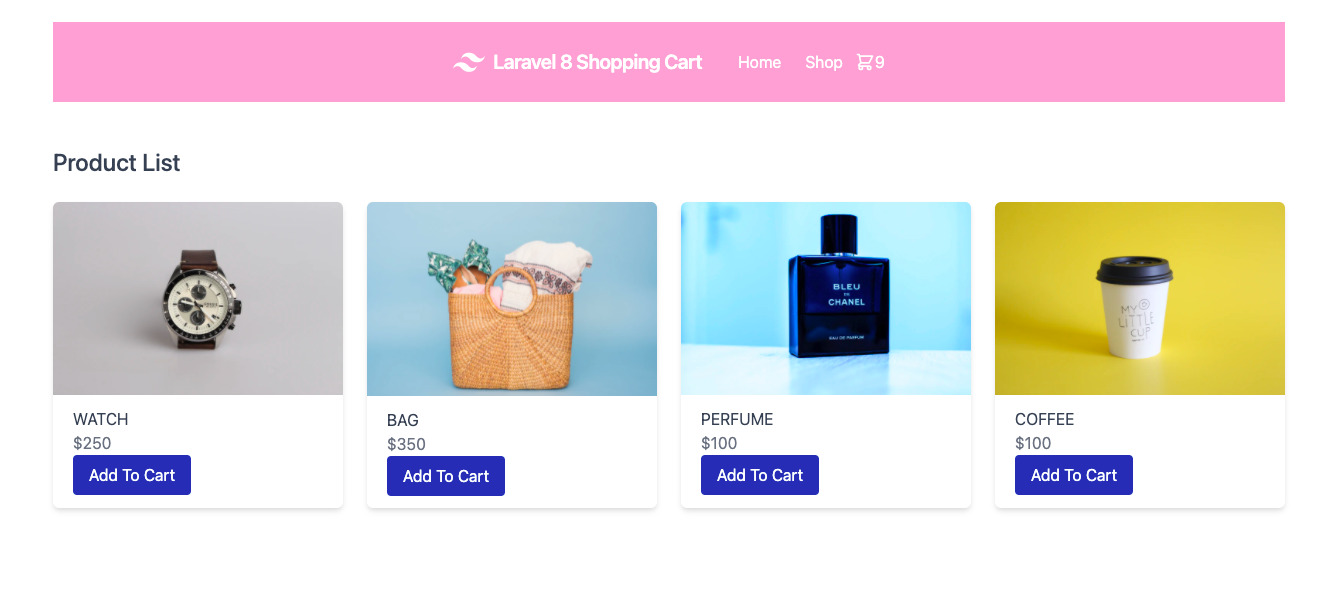 Laravel 8 Shopping Cart Home Shop 9
Product List
WATCH
$250
Add To Cart
BAG
$350
Add To Cart
BLEU
DE
CHANEL
EAU DE PARFUM
PERFUME
$100
Add To Cart
MY
LITTLE
CUP
COFFEE
$100
Add To Cart